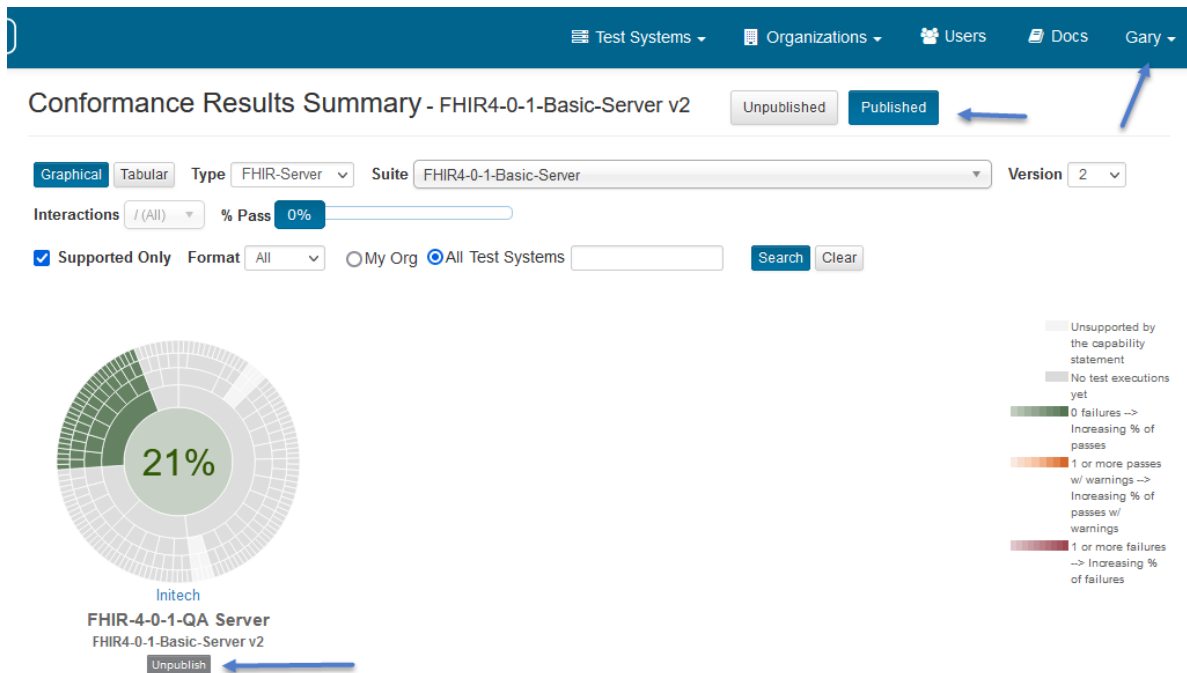 Test Systems Organizations Users Docs Gary
Conformance Results Summary - FHIR4-0-1-Basic-Server v2 Unpublished Published
Graphical Tabular Type FHIR-Server Suite FHIR4-0-1-Basic-Server Version 2
Interactions / (All) % Pass 0%
Supported Only Format All My Org All Test Systems Search Clear
Unsupported by
the capability
statement
No test executions
yet
0 failures -->
Increasing % of
passes
1 or more passes
w/ warnings -->
Increasing % of
passes w/
warnings
1 or more failures
--> Increasing %
of failures
21%
Initech
FHIR-4-0-1-QA Server
FHIR4-0-1-Basic-Server v2
Unpublish